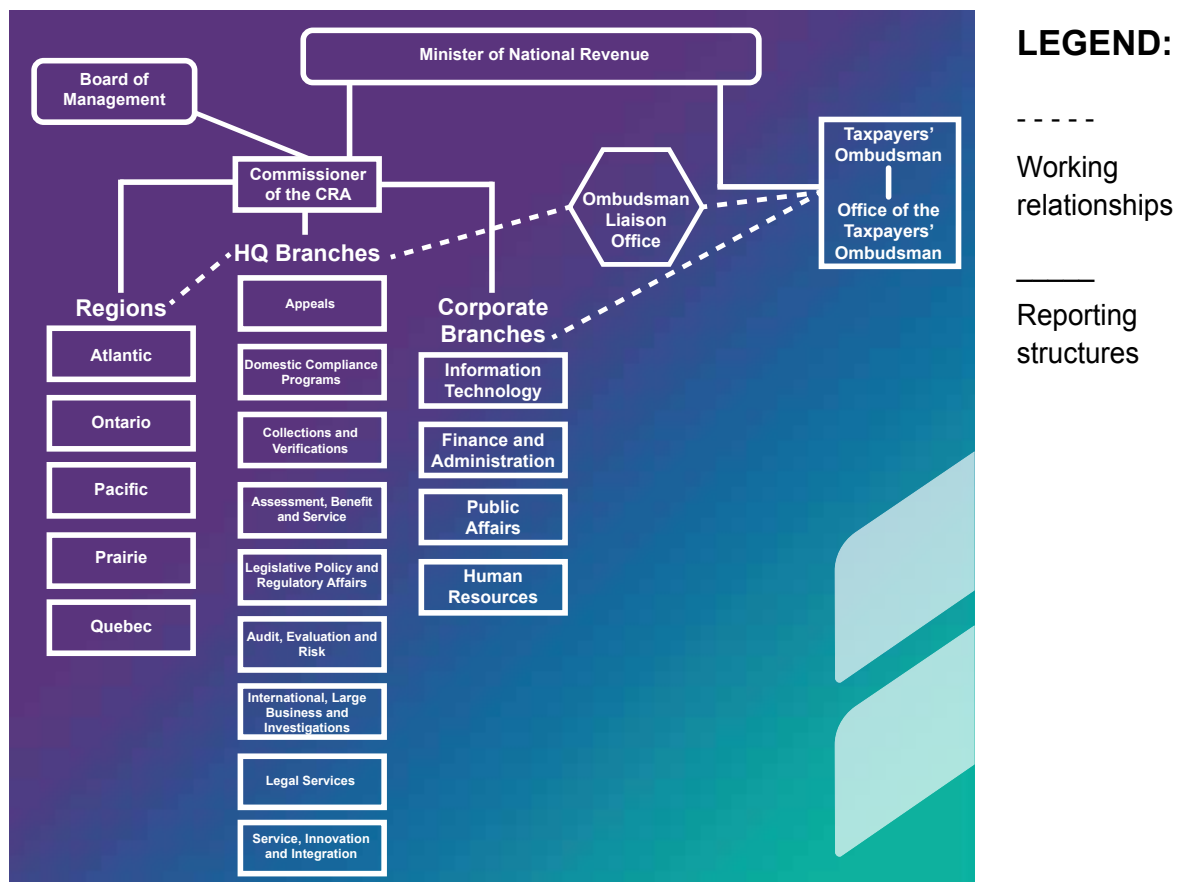 Minister of National Revenue
Board of
Management
Commissioner
of the CRA
Ombudsman
Liaison
Office
Taxpayers’
Ombudsman
Office of the
Taxpayers’
Ombudsman
Regions
Atlantic
Ontario
Pacific
Prairie
Quebec
HQ Branches
Appeals
Domestic Compliance
Programs
Collections and
Verifications
Assessment, Benefit
and Service
Legislative Policy and
Regulatory Affairs
Audit, Evaluation and
Risk
International, Large
Business and
Investigations
Legal Services
Service, Innovation
and Integration
Corporate
Branches
Information
Technology
Finance and
Administration
Public
Affairs
Human
Resources
LEGEND:
- - - - -
Working
relationships
_____
Reporting
structures